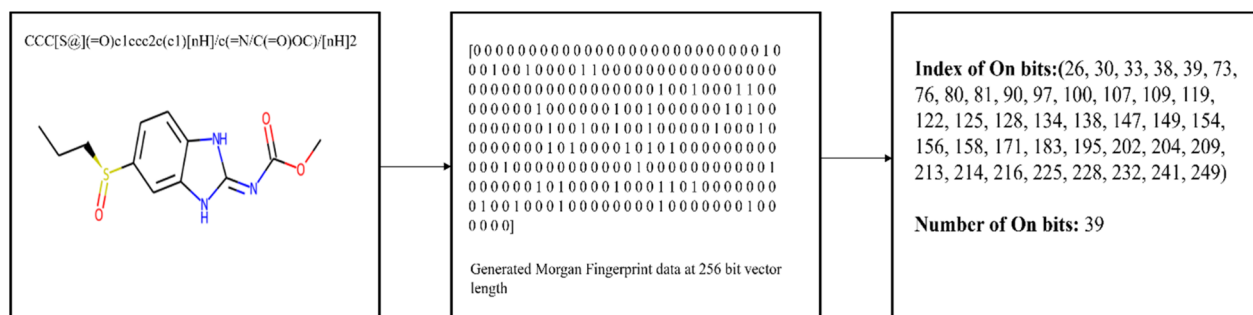 CCC[S@](=O)c1ccc2c(c1)[nH]/c(=N/C(=O)OC)/[nH]2
NH
O
O
N
N
H
S
O
[0 0 0 0 0 0 0 0 0 0 0 0 0 0 0 0 0 0 0 0 0 0 0 0 0 0 1 0
0 0 1 0 0 1 0 0 0 0 1 1 0 0 0 0 0 0 0 0 0 0 0 0 0 0 0 0
0 0 0 0 0 0 0 0 0 0 0 0 0 0 0 0 0 1 0 0 1 0 0 0 1 1 0 0
0 0 0 0 0 0 1 0 0 0 0 0 0 1 0 0 1 0 0 0 0 0 0 1 0 1 0 0
0 0 0 0 0 0 0 1 0 0 1 0 0 1 0 0 1 0 0 0 0 0 1 0 0 0 1 0
0 0 0 0 0 0 0 1 0 1 0 0 0 0 1 0 1 0 1 0 0 0 0 0 0 0 0 0
0 0 0 1 0 0 0 0 0 0 0 0 0 0 0 1 0 0 0 0 0 0 0 0 0 0 0 1
0 0 0 0 0 0 1 0 1 0 0 0 0 1 0 0 0 1 1 0 1 0 0 0 0 0 0 0
0 1 0 0 1 0 0 0 1 0 0 0 0 0 0 0 0 1 0 0 0 0 0 0 0 1 0 0
0 0 0 0]
Generated Morgan Fingerprint data at 256 bit vector
length
Index of On bits:(26, 30, 33, 38, 39, 73,
76, 80, 81, 90, 97, 100, 107, 109, 119,
122, 125, 128, 134, 138, 147, 149, 154,
156, 158, 171, 183, 195, 202, 204, 209,
213, 214, 216, 225, 228, 232, 241, 249)
Number of On bits: 39